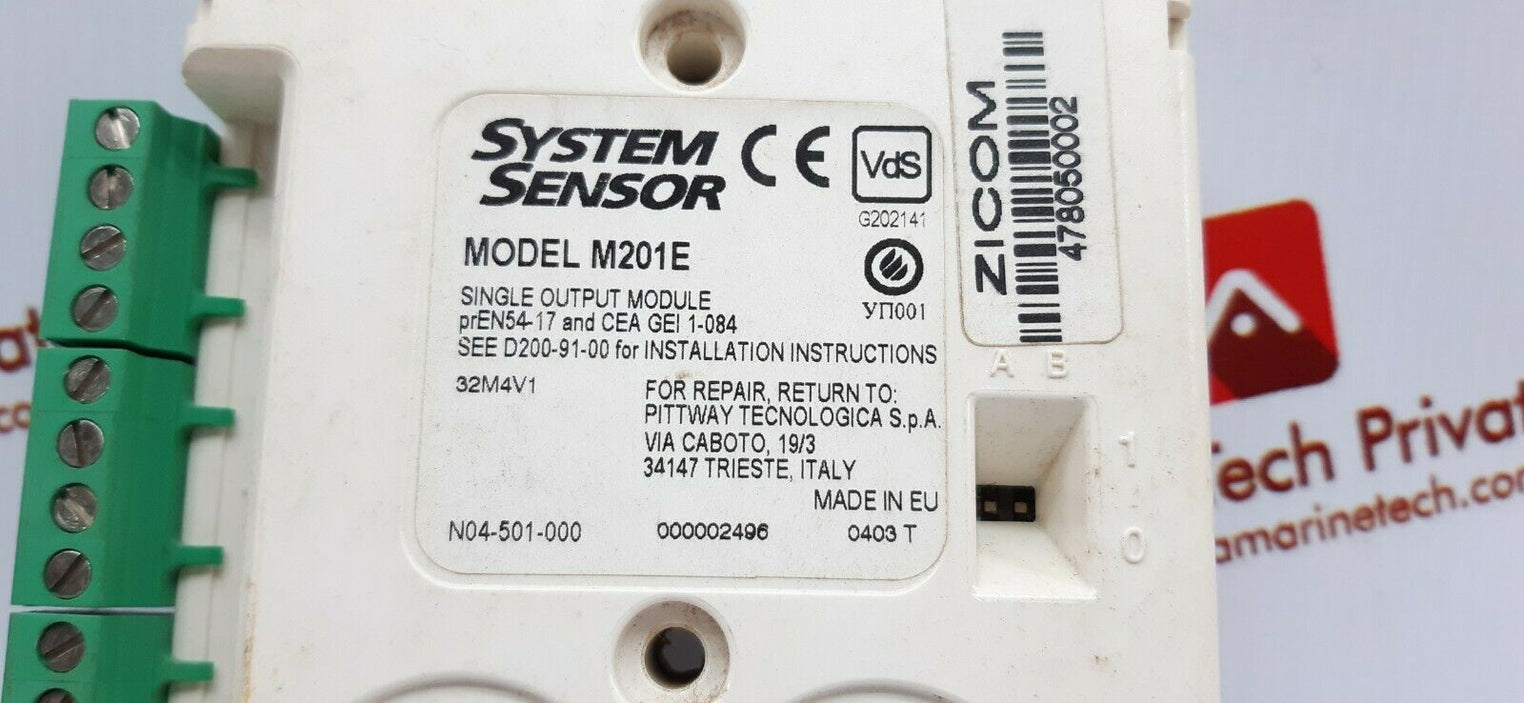 SYSTEM
SENSOR
CE
VdS
G202141
MODEL M201E
УП001
SINGLE OUTPUT MODULE
prEN54-17 and CEA GEI 1-084
SEE D200-91-00 for INSTALLATION INSTRUCTIONS
32M4V1
FOR REPAIR, RETURN TO:
PITTWAY TECNOLOGICA S.p.A.
VIA CABOTO, 19/3
34147 TRIESTE, ITALY
MADE IN EU
N04-501-000 000002496 0403 T
ZICOM
478050002
A B
1
0
Tech Privat
amarinetech.com